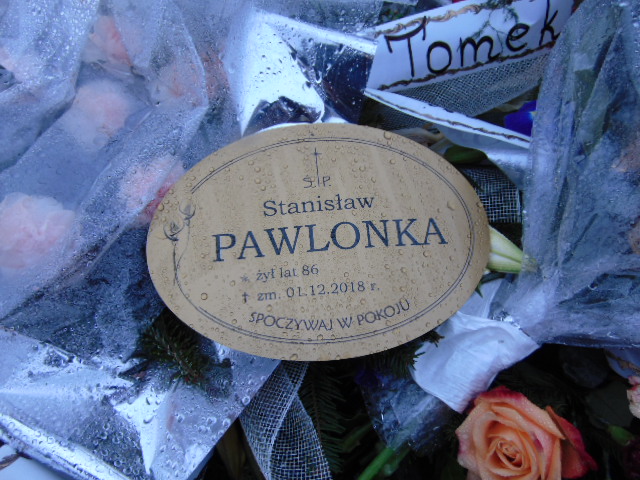 Tomek
Ś. P.
Stanisław
PAWLONKA
* żył lat 86
† zm. 01.12.2018 r.
SPOCZYWAJ W POKOJU